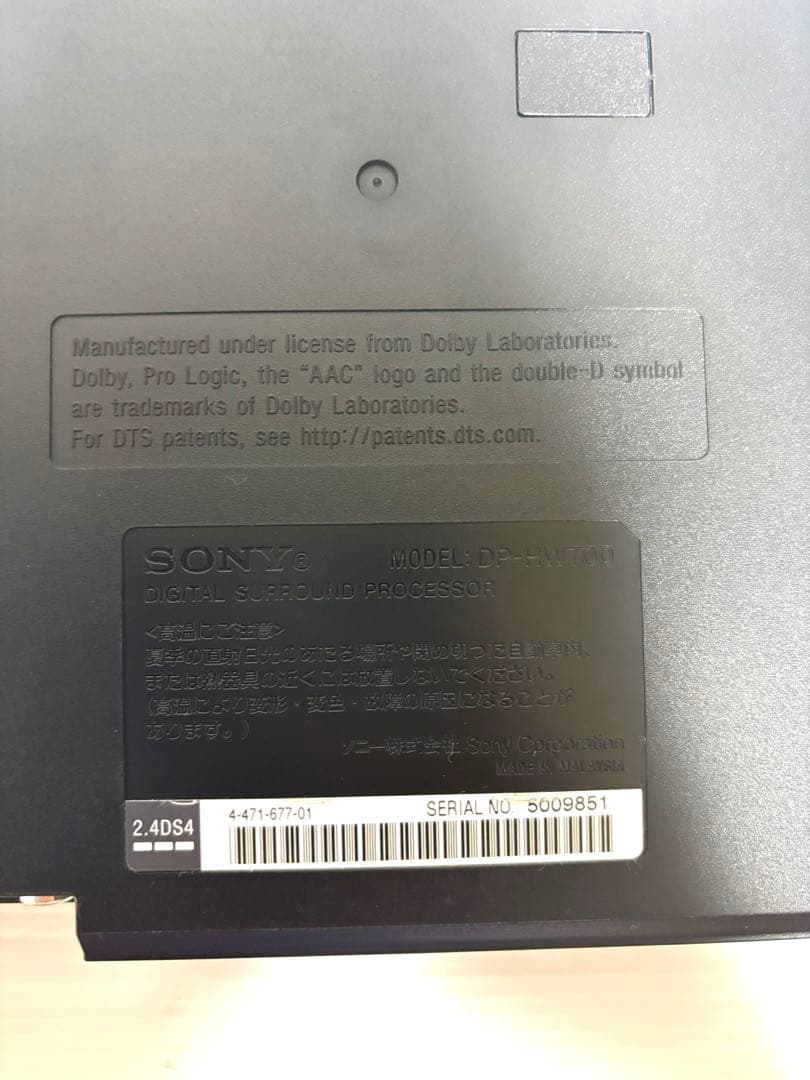 Manufactured under license from Dolby Laboratories.
Dolby, Pro Logic, the “AAC” logo and the double-D symbol
are trademarks of Dolby Laboratories.
For DTS patents, see http://patents.dts.com.
SONY® MODEL: DP-HW700
DIGITAL SURROUND PROCESSOR
<高温にご注意>
夏季の直射日光のあたる場所や閉め切った自動車内、
または熱器具の近くには放置しないでください。
(高温により変形・変色・故障の原因になることが
あります。)
ソニー株式会社 Sony Corporation
MADE IN MALAYSIA
2.4DS4 4-471-677-01 SERIAL NO. 5009851